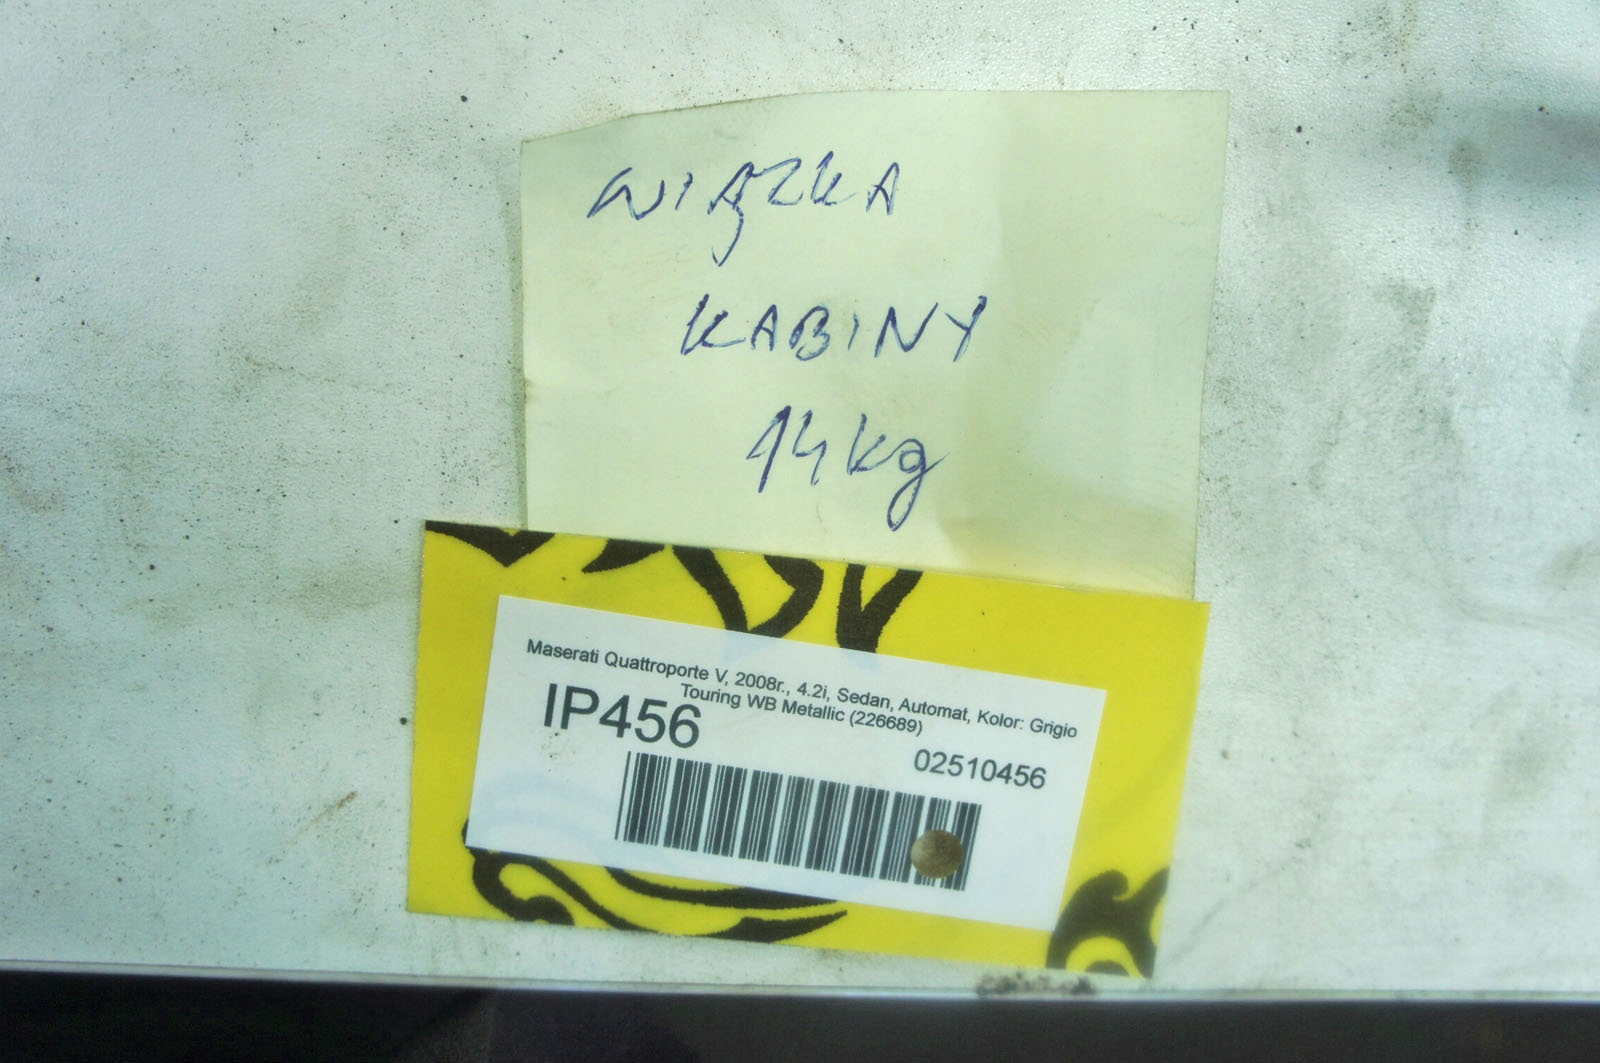 WIĄZKA
KABINY
14kg
Maserati Quattroporte V, 2008r., 4.2i, Sedan, Automat, Kolor: Grigio
Touring WB Metallic (226689)
IP456
02510456